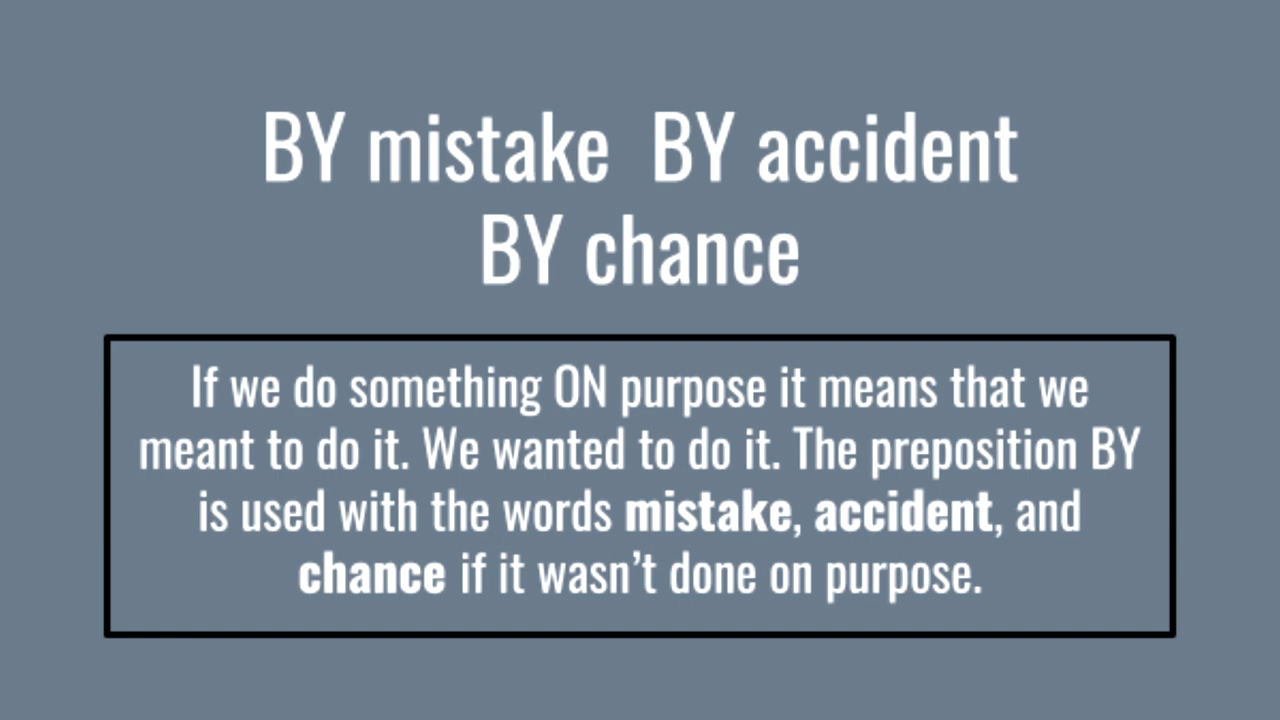 BY mistake  BY accident
BY chance
If we do something ON purpose it means that we
meant to do it. We wanted to do it. The preposition BY
is used with the words mistake, accident, and
chance if it wasn’t done on purpose.